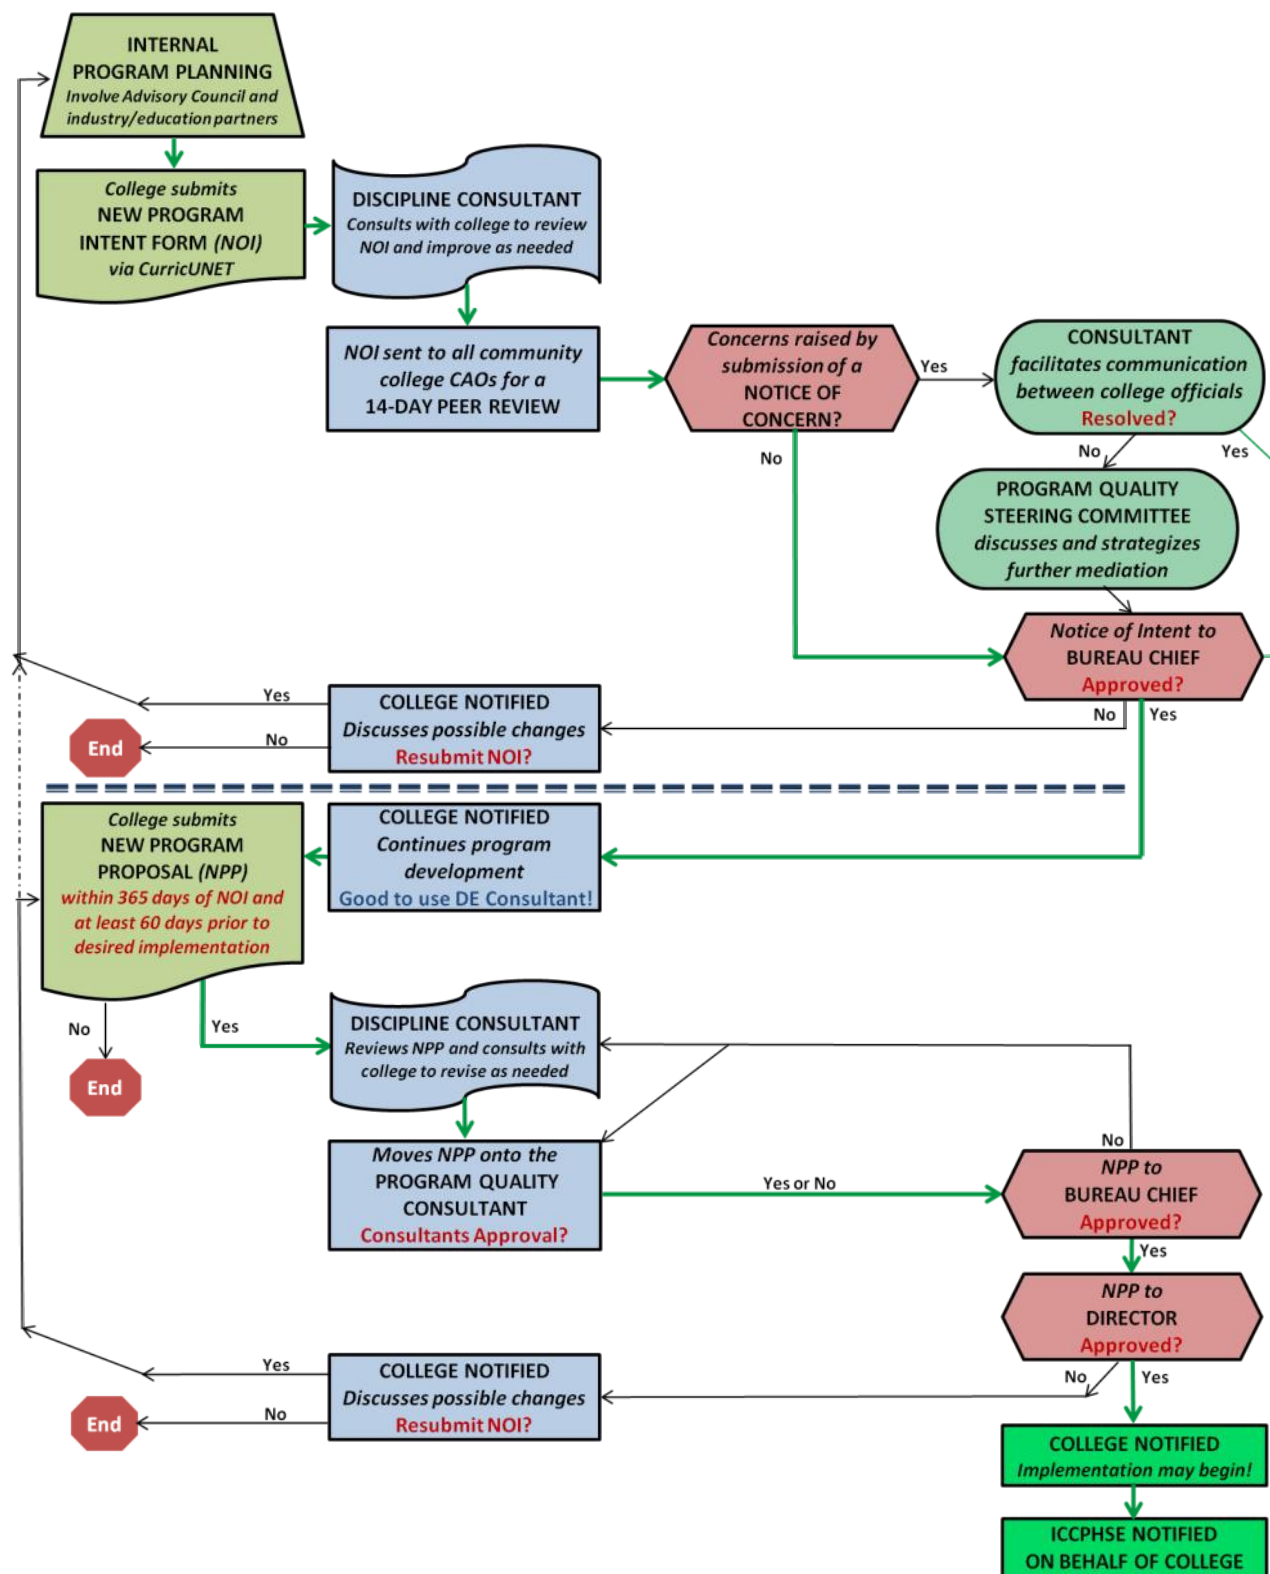 INTERNAL
PROGRAM PLANNING
Involve Advisory Council and
industry/education partners
College submits
NEW PROGRAM
INTENT FORM (NOI)
via CurricUNET
DISCIPLINE CONSULTANT
Consults with college to review
NOI and improve as needed
NOI sent to all community
college CAOs for a
14-DAY PEER REVIEW
Concerns raised by
submission of a
NOTICE OF
CONCERN?
Yes
No
CONSULTANT
facilitates communication
between college officials
Resolved?
No
Yes
PROGRAM QUALITY
STEERING COMMITTEE
discusses and strategizes
further mediation
Notice of Intent to
BUREAU CHIEF
Approved?
No
Yes
COLLEGE NOTIFIED
Discusses possible changes
Resubmit NOI?
Yes
No
End
COLLEGE NOTIFIED
Continues program
development
Good to use DE Consultant!
College submits
NEW PROGRAM
PROPOSAL (NPP)
within 365 days of NOI and
at least 60 days prior to
desired implementation
No
Yes
End
DISCIPLINE CONSULTANT
Reviews NPP and consults with
college to revise as needed
Moves NPP onto the
PROGRAM QUALITY
CONSULTANT
Consultants Approval?
Yes or No
No
NPP to
BUREAU CHIEF
Approved?
Yes
NPP to
DIRECTOR
Approved?
No
Yes
COLLEGE NOTIFIED
Discusses possible changes
Resubmit NOI?
Yes
No
End
COLLEGE NOTIFIED
Implementation may begin!
ICCPHSE NOTIFIED
ON BEHALF OF COLLEGE